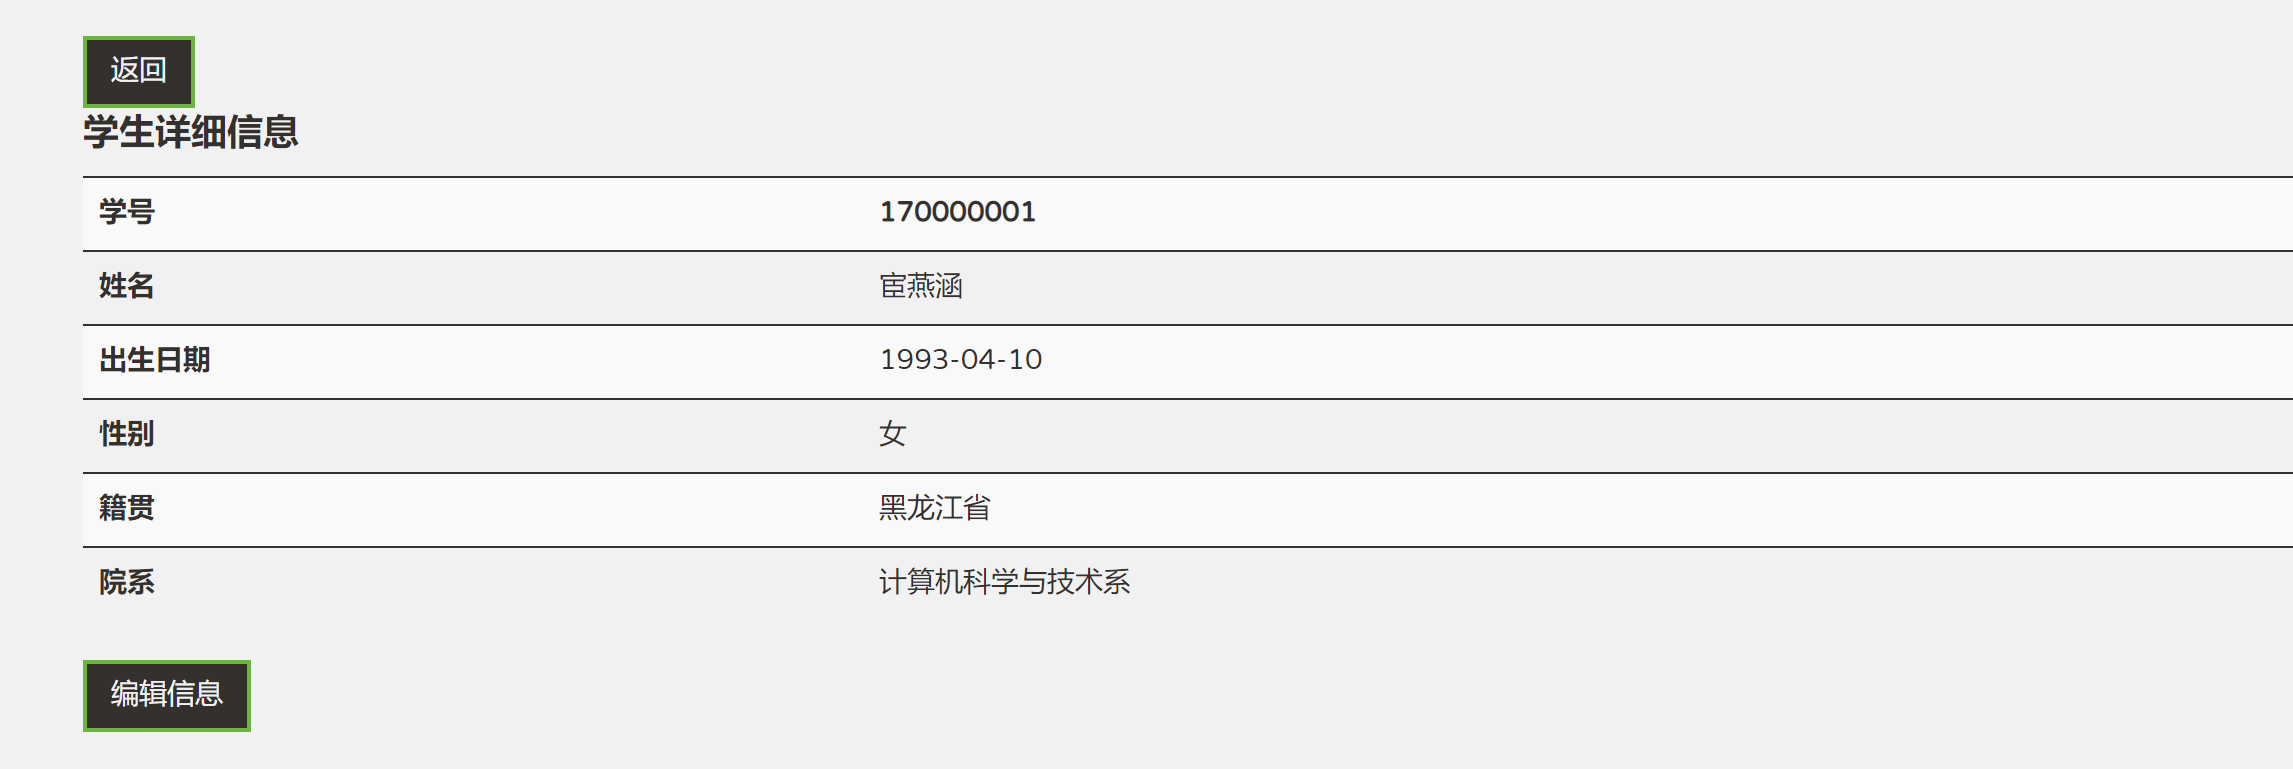 返回
学生详细信息
学号 170000001
姓名 宦燕涵
出生日期 1993-04-10
性别 女
籍贯 黑龙江省
院系 计算机科学与技术系
编辑信息